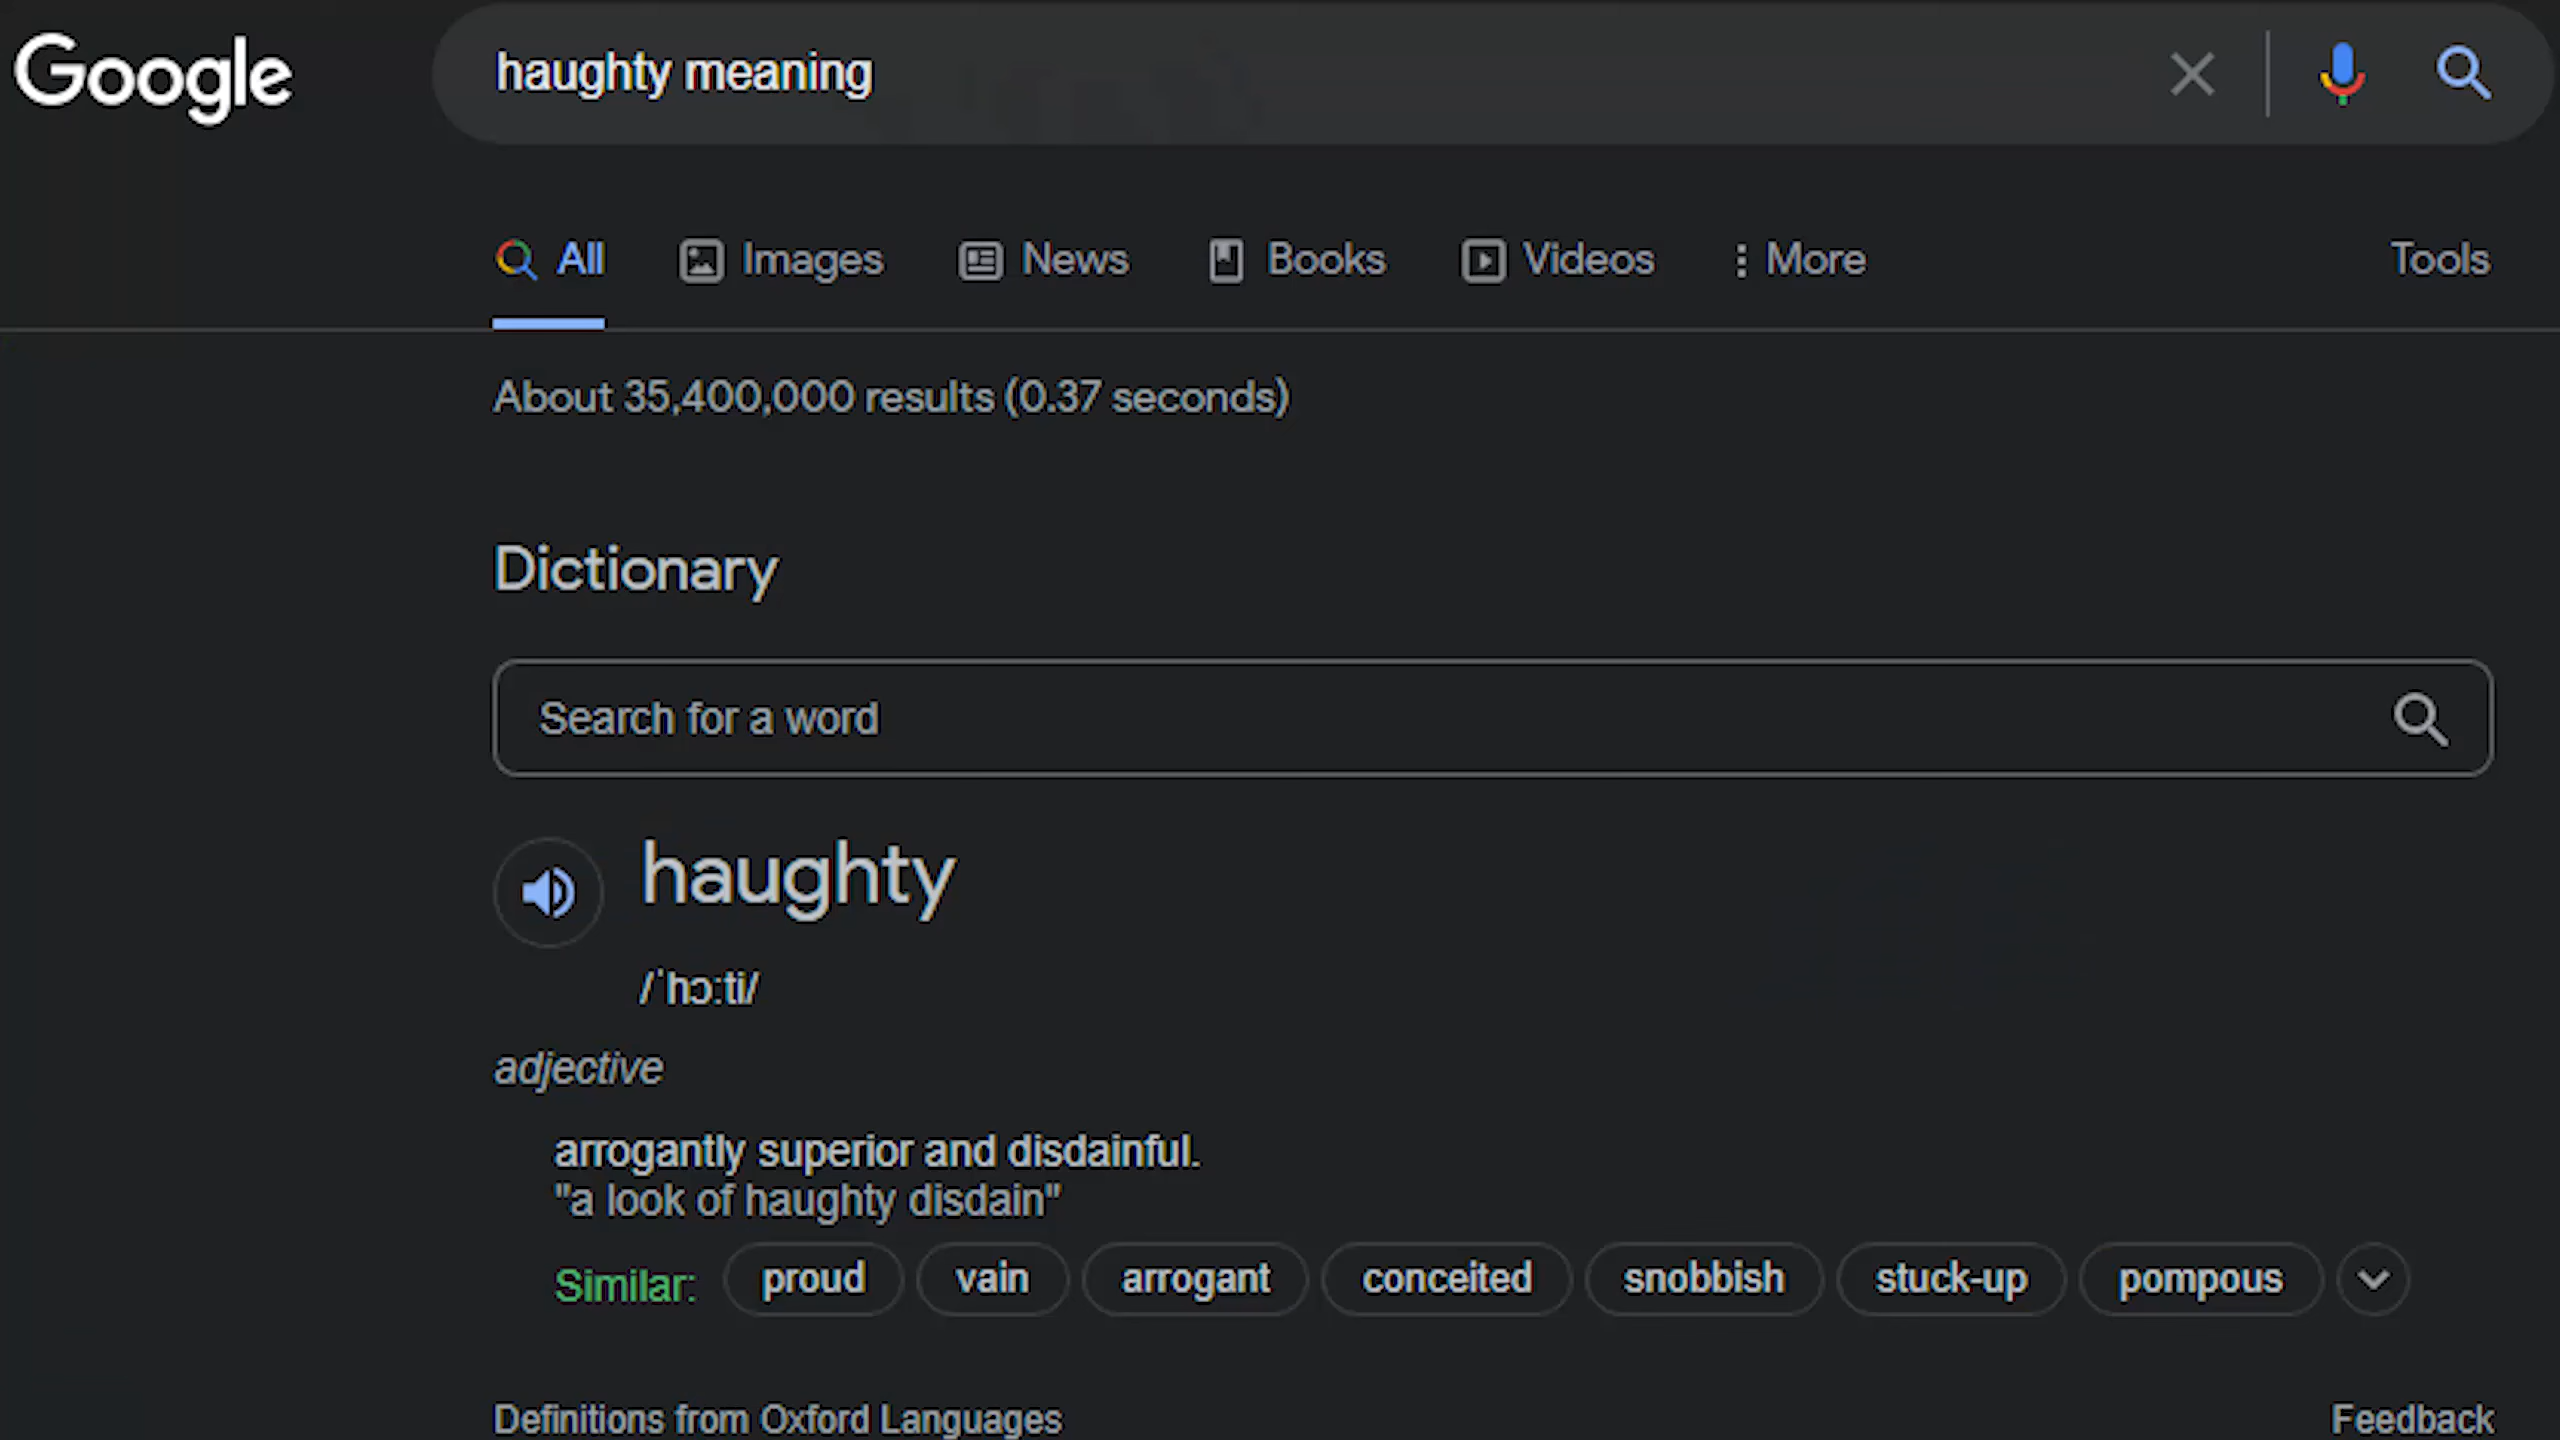 Google
haughty meaning
All Images News Books Videos More Tools
About 35,400,000 results (0.37 seconds)
Dictionary
Search for a word
haughty
/ˈhɔːti/
adjective
arrogantly superior and disdainful.
"a look of haughty disdain"
Similar: proud vain arrogant conceited snobbish stuck-up pompous
Definitions from Oxford Languages Feedback